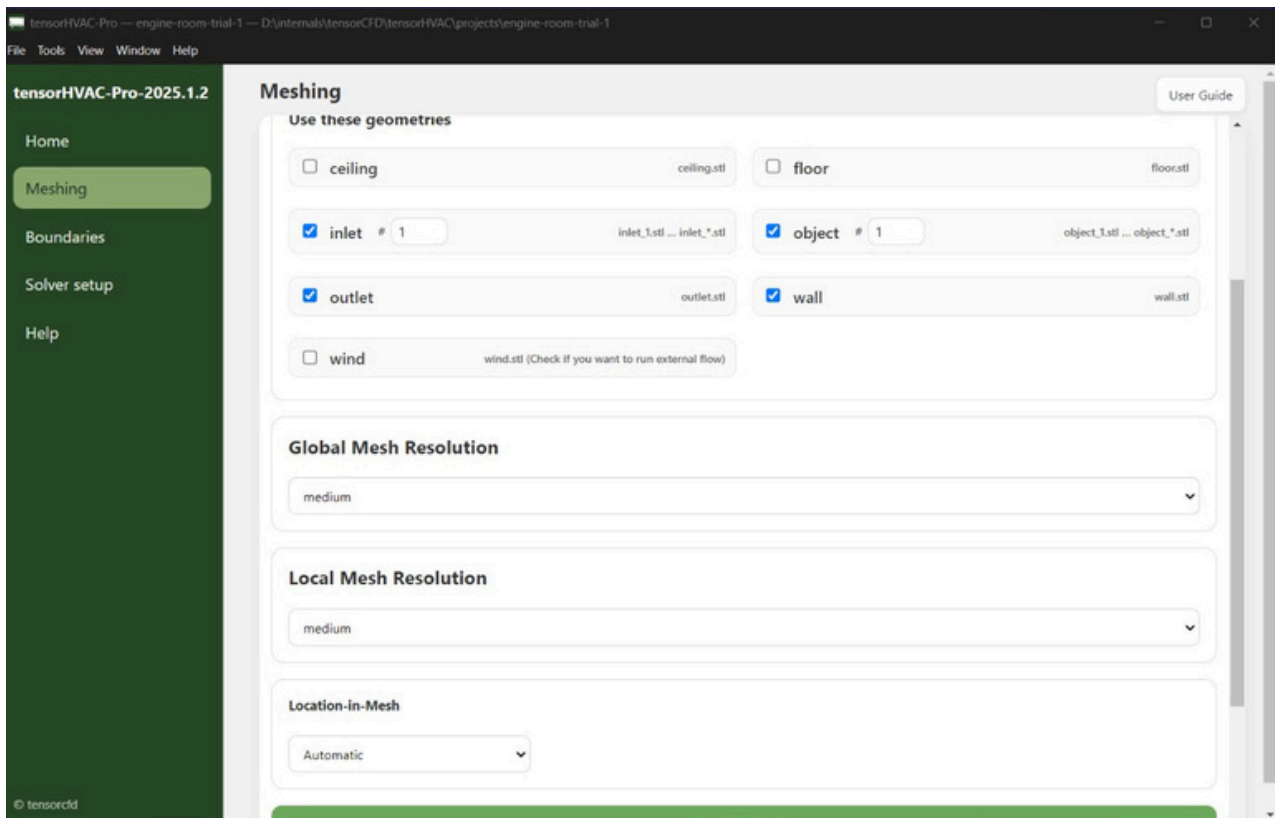 tensorHVAC-Pro — engine-room-trial-1 — D:\internals\tensorCFD\tensorHVAC\projects\engine-room-trial-1
File Tools View Window Help
tensorHVAC-Pro-2025.1.2
Home
Meshing
Boundaries
Solver setup
Help
© tensorcfd
Meshing
User Guide
Use these geometries
ceiling ceiling.stl
floor floor.stl
inlet # 1 inlet_1.stl ... inlet_*.stl
object # 1 object_1.stl ... object_*.stl
outlet outlet.stl
wall wall.stl
wind wind.stl (Check if you want to run external flow)
Global Mesh Resolution
medium
Local Mesh Resolution
medium
Location-in-Mesh
Automatic